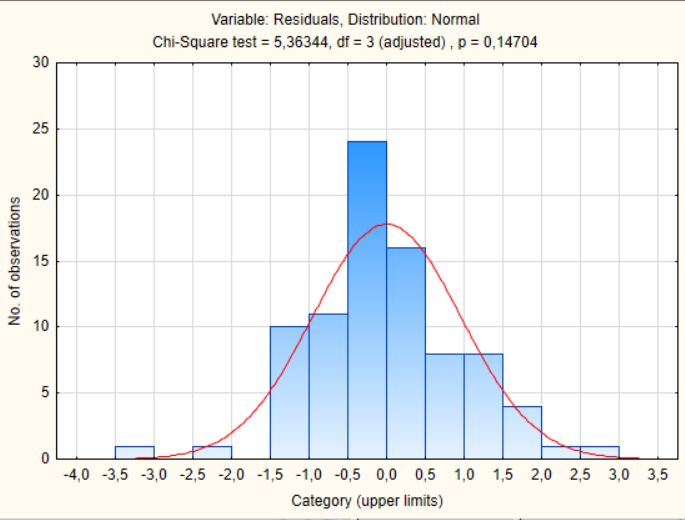 Variable: Residuals, Distribution: Normal
Chi-Square test = 5,36344, df = 3 (adjusted) , p = 0,14704
30
25
20
15
10
5
0
No. of observations
-4,0 -3,5 -3,0 -2,5 -2,0 -1,5 -1,0 -0,5 0,0 0,5 1,0 1,5 2,0 2,5 3,0 3,5
Category (upper limits)